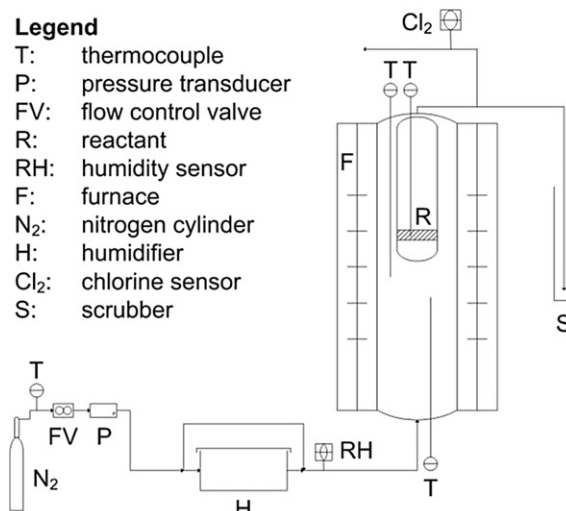 Legend
T: thermocouple
P: pressure transducer
FV: flow control valve
R: reactant
RH: humidity sensor
F: furnace
N₂: nitrogen cylinder
H: humidifier
Cl₂: chlorine sensor
S: scrubber
Cl₂
T T
F
R
S
T
FV P
RH
N₂
H
T